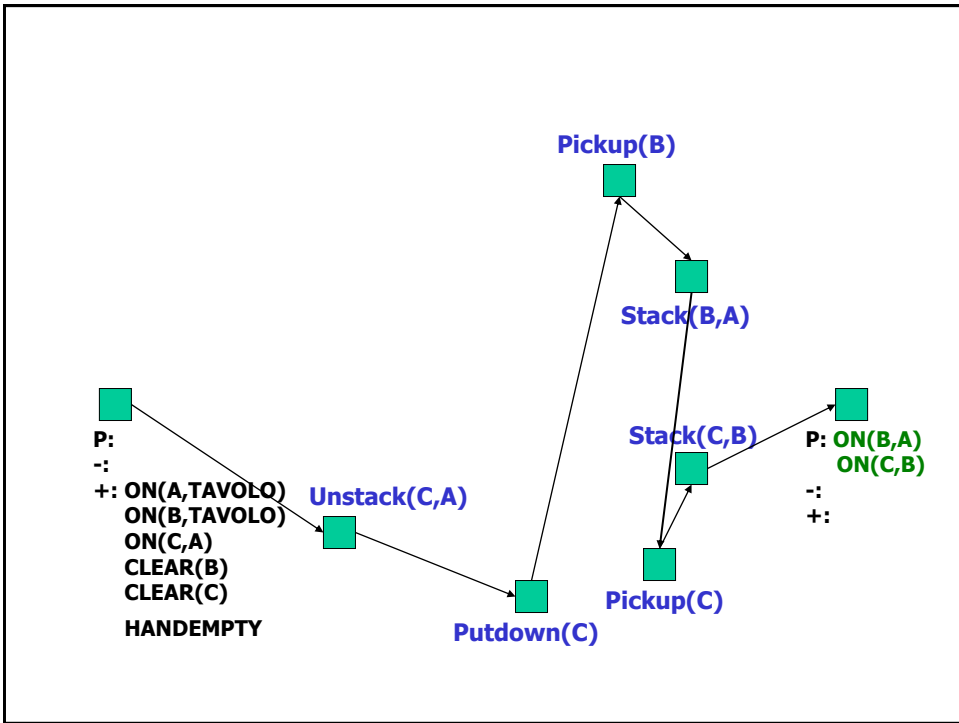 Pickup(B)
Stack(B,A)
Stack(C,B)
P:
-:
+: ON(A,TAVOLO)
ON(B,TAVOLO)
ON(C,A)
CLEAR(B)
CLEAR(C)
HANDEMPTY
Unstack(C,A)
Putdown(C)
Pickup(C)
P: ON(B,A)
ON(C,B)
-:
+: